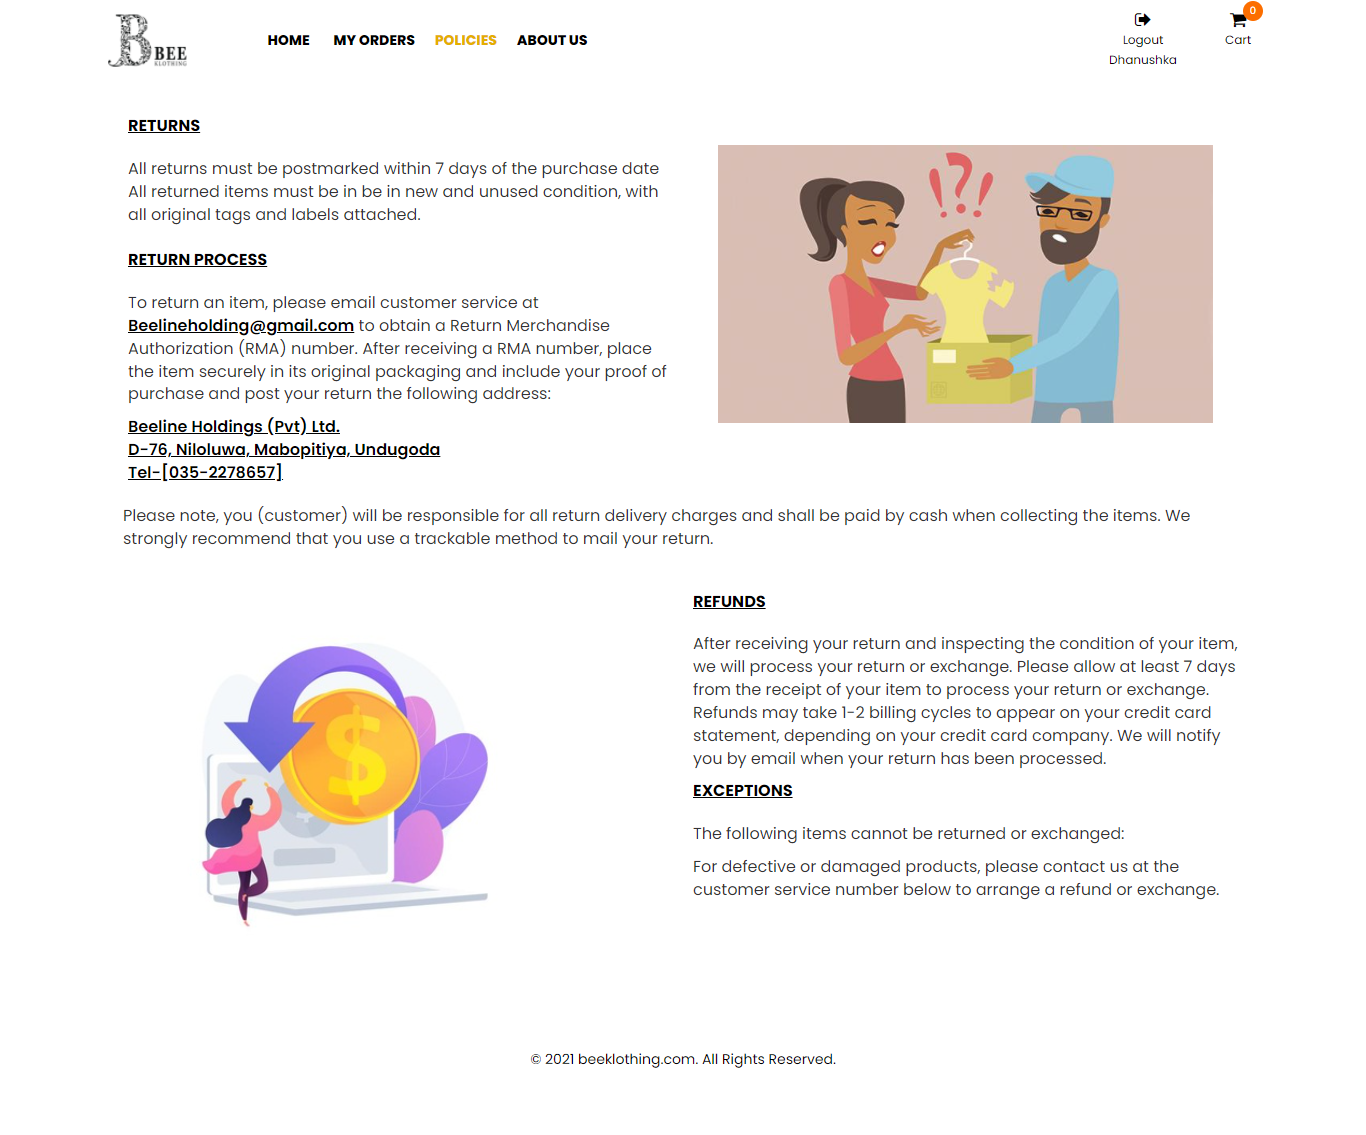 B BEE
KLOTHING
HOME MY ORDERS POLICIES ABOUT US
0
Logout
Dhanushka
Cart
RETURNS
All returns must be postmarked within 7 days of the purchase date
All returned items must be in be in new and unused condition, with
all original tags and labels attached.
RETURN PROCESS
To return an item, please email customer service at
Beelineholding@gmail.com to obtain a Return Merchandise
Authorization (RMA) number. After receiving a RMA number, place
the item securely in its original packaging and include your proof of
purchase and post your return the following address:
Beeline Holdings (Pvt) Ltd.
D-76, Niloluwa, Mabopitiya, Undugoda
Tel-[035-2278657]
!?!
Please note, you (customer) will be responsible for all return delivery charges and shall be paid by cash when collecting the items. We
strongly recommend that you use a trackable method to mail your return.
$
REFUNDS
After receiving your return and inspecting the condition of your item,
we will process your return or exchange. Please allow at least 7 days
from the receipt of your item to process your return or exchange.
Refunds may take 1-2 billing cycles to appear on your credit card
statement, depending on your credit card company. We will notify
you by email when your return has been processed.
EXCEPTIONS
The following items cannot be returned or exchanged:
For defective or damaged products, please contact us at the
customer service number below to arrange a refund or exchange.
© 2021 beeklothing.com. All Rights Reserved.